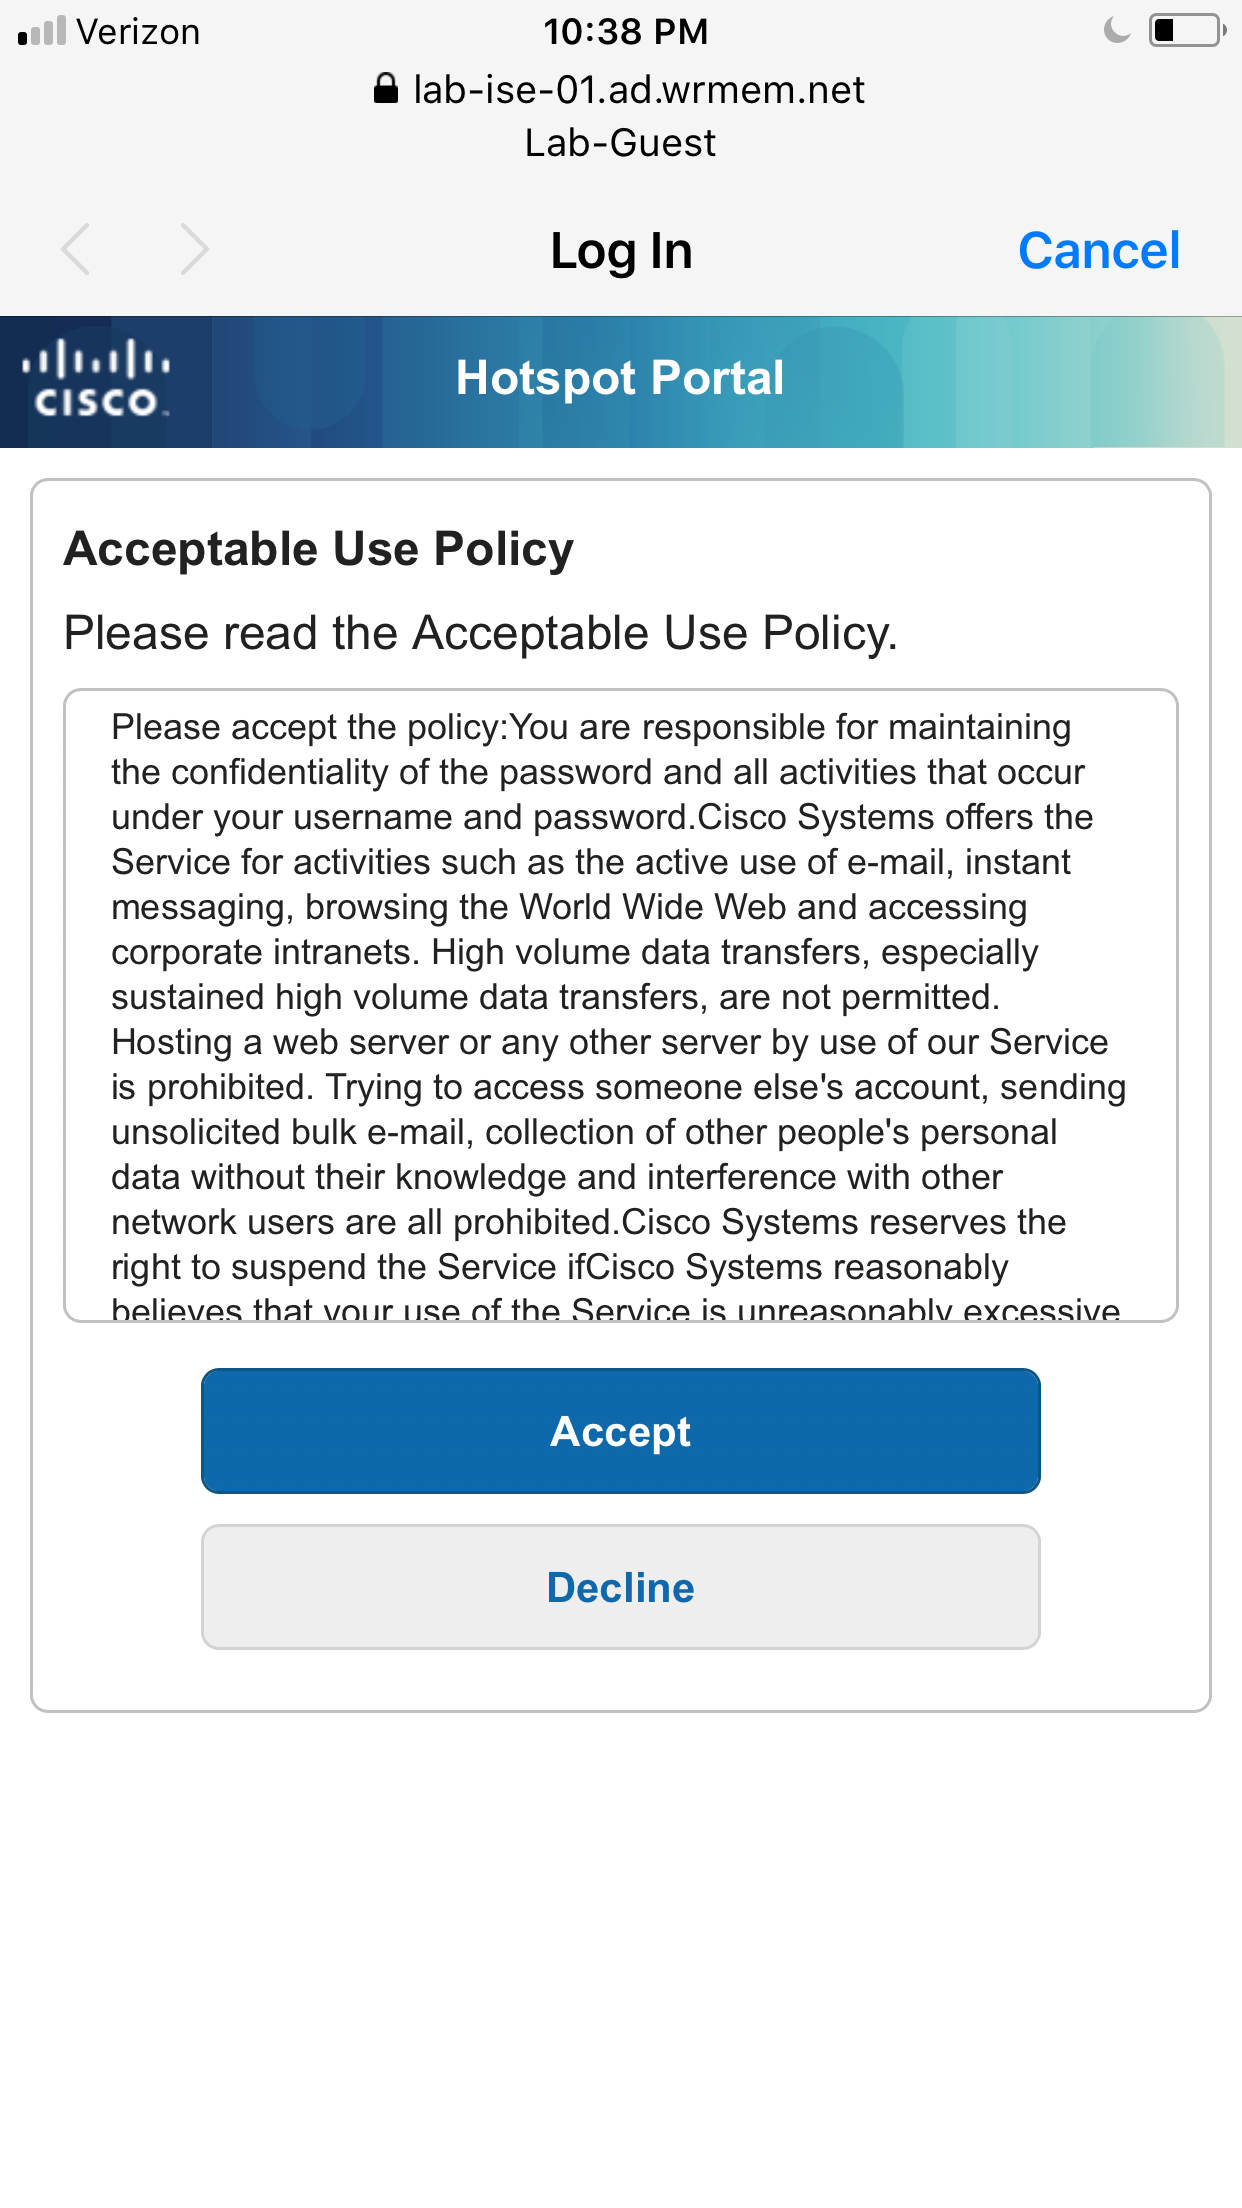 Verizon
10:38 PM
lab-ise-01.ad.wrmem.net
Lab-Guest
Log In
Cancel
CISCO
Hotspot Portal
Acceptable Use Policy
Please read the Acceptable Use Policy.
Please accept the policy:You are responsible for maintaining
the confidentiality of the password and all activities that occur
under your username and password.Cisco Systems offers the
Service for activities such as the active use of e-mail, instant
messaging, browsing the World Wide Web and accessing
corporate intranets. High volume data transfers, especially
sustained high volume data transfers, are not permitted.
Hosting a web server or any other server by use of our Service
is prohibited. Trying to access someone else's account, sending
unsolicited bulk e-mail, collection of other people's personal
data without their knowledge and interference with other
network users are all prohibited.Cisco Systems reserves the
right to suspend the Service ifCisco Systems reasonably
believes that your use of the Service is unreasonably excessive
Accept
Decline